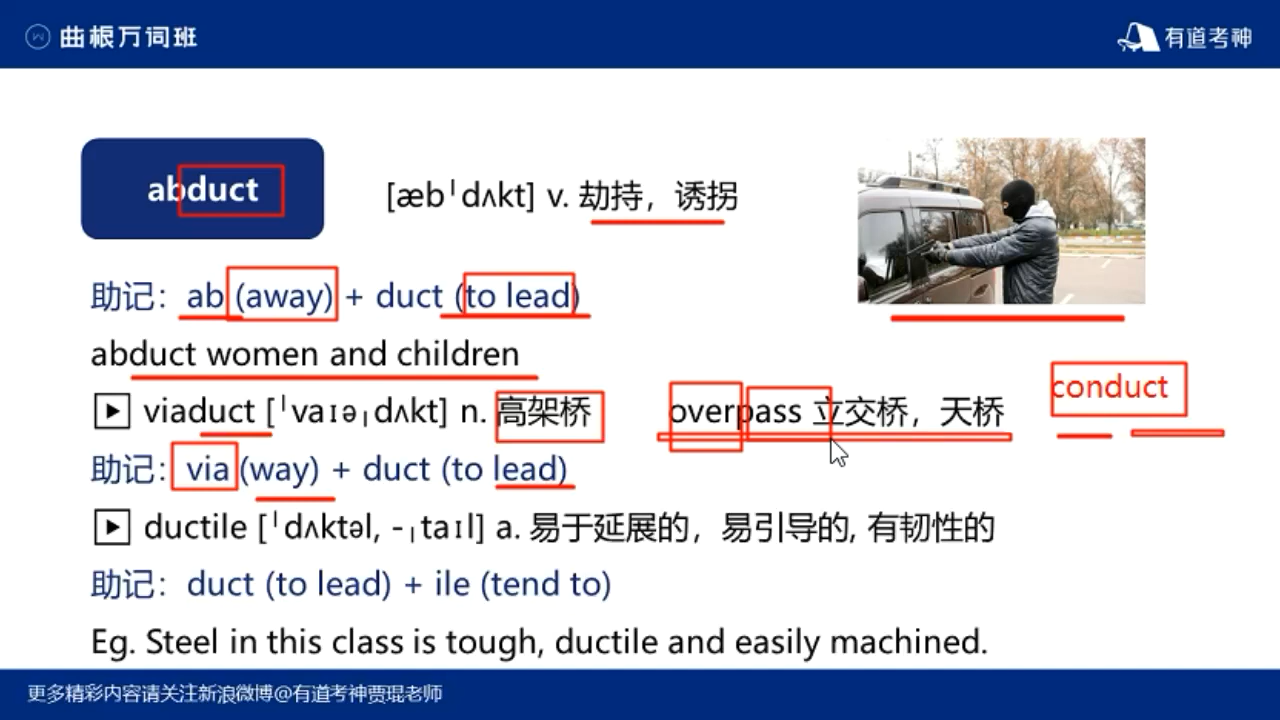 曲根万词班
有道考神
abduct
[æbˈdʌkt] v. 劫持，诱拐
助记：ab (away) + duct (to lead)
abduct women and children
conduct
viaduct [ˈvaɪəˌdʌkt] n. 高架桥 overpass 立交桥，天桥
助记：via (way) + duct (to lead)
ductile [ˈdʌktəl, -ˌtaɪl] a. 易于延展的，易引导的, 有韧性的
助记：duct (to lead) + ile (tend to)
Eg. Steel in this class is tough, ductile and easily machined.
更多精彩内容请关注新浪微博@有道考神贾琨老师